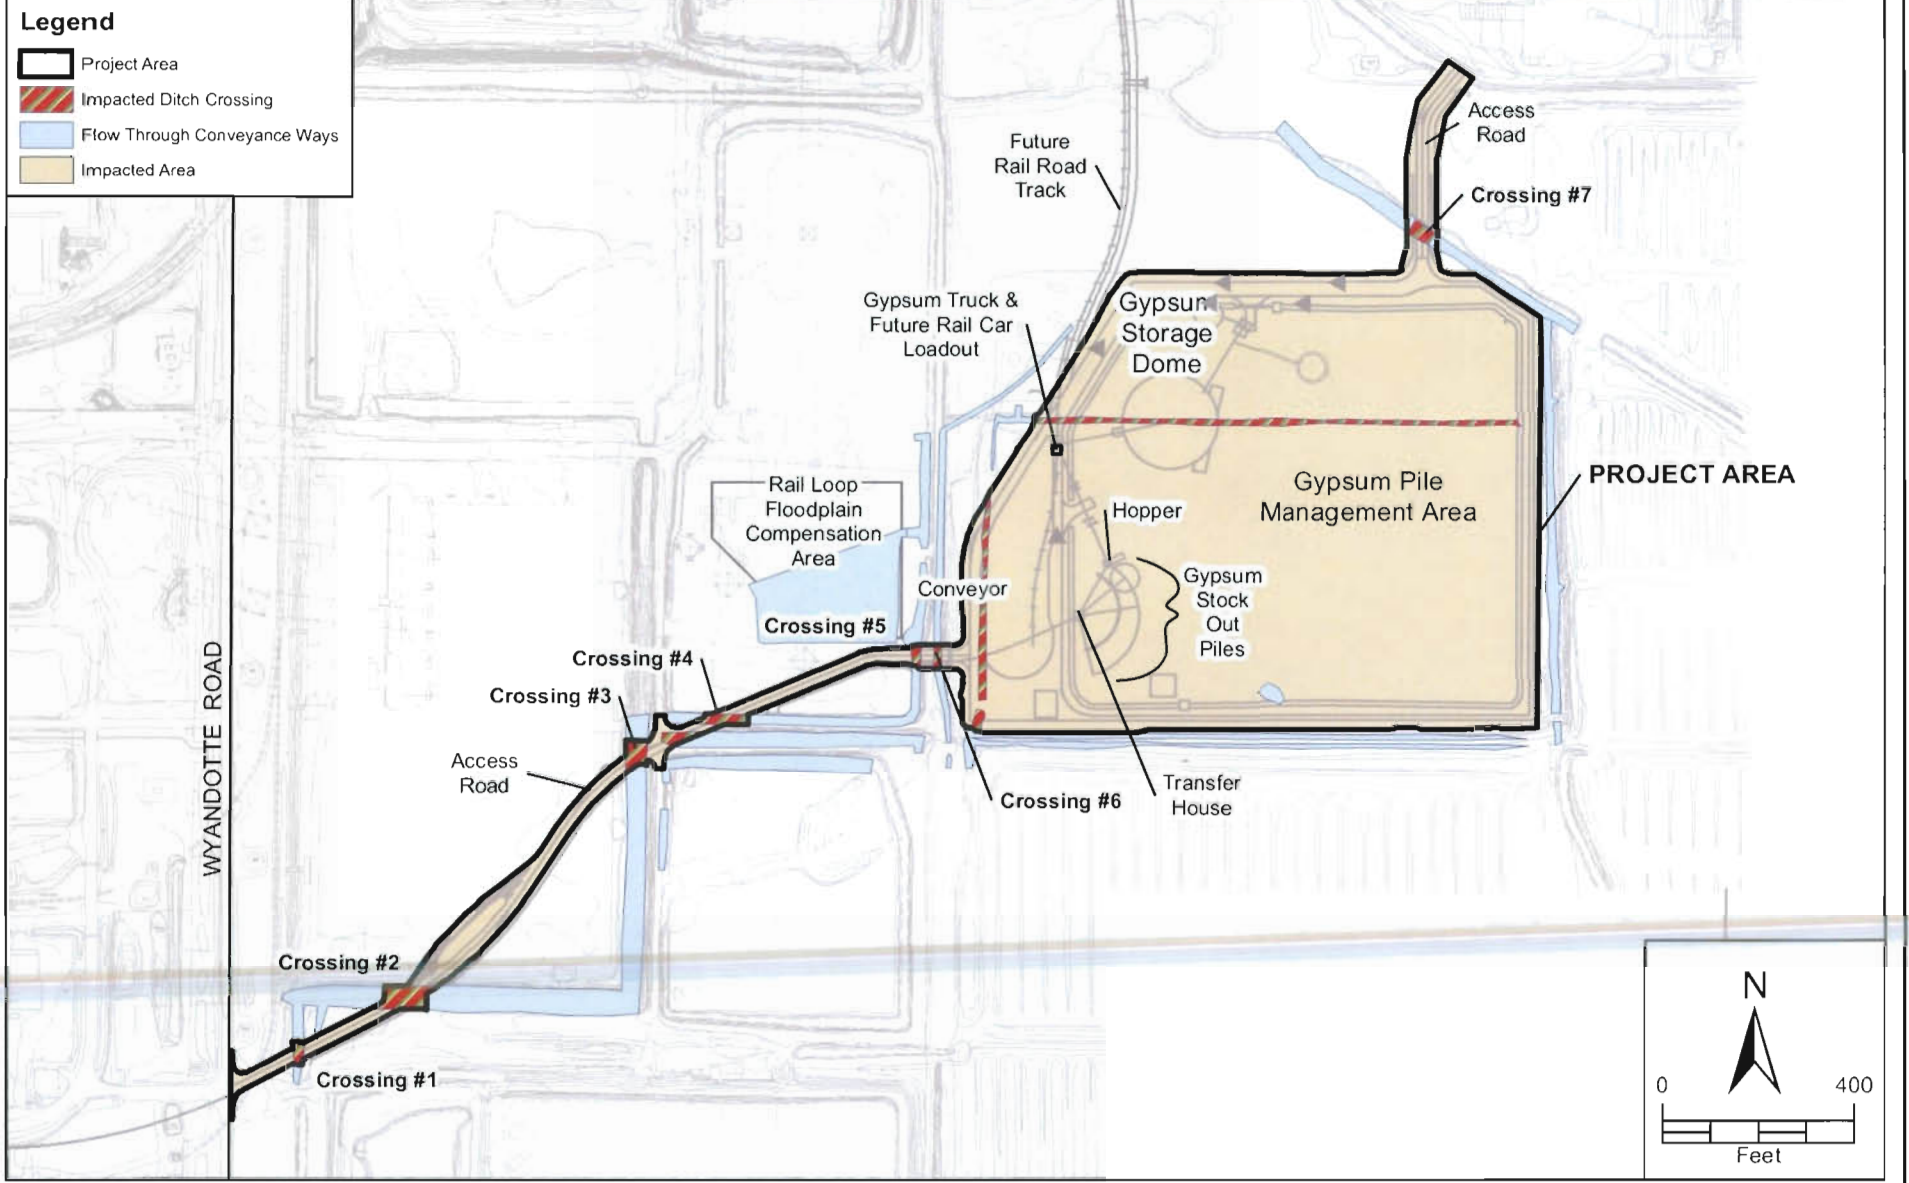 Legend
Project Area
Impacted Ditch Crossing
Flow Through Conveyance Ways
Impacted Area
Access
Road
Crossing #7
Future
Rail Road
Track
Gypsum Truck &
Future Rail Car
Loadout
Gypsum
Storage
Dome
PROJECT AREA
Gypsum Pile
Management Area
Rail Loop
Floodplain
Compensation
Area
Hopper
Conveyor
Gypsum
Stock
Out
Piles
Crossing #5
Crossing #4
Crossing #3
WYANDOTTE ROAD
Access
Road
Crossing #6
Transfer
House
Crossing #2
Crossing #1
N
0 400
Feet